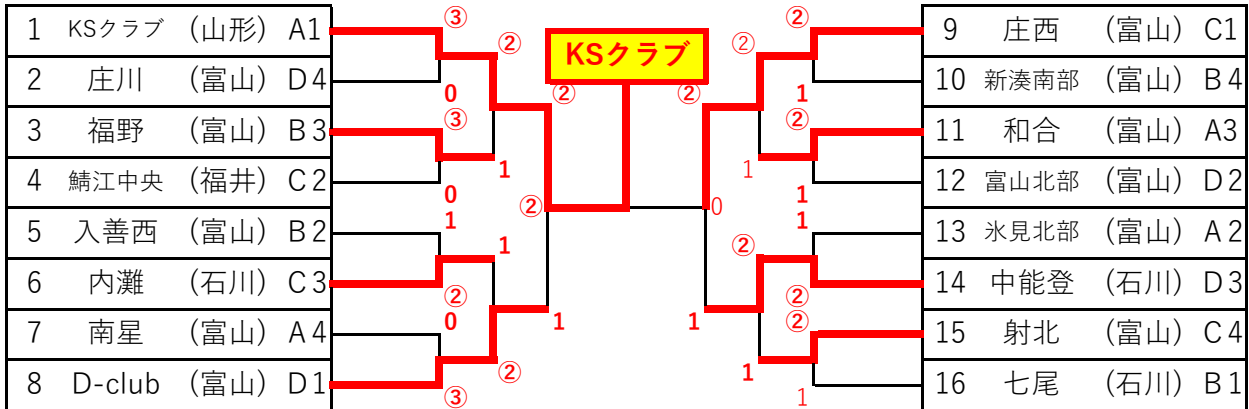 1 KSクラブ (山形) A1
2 庄川 (富山) D4
3 福野 (富山) B3
4 鯖江中央 (福井) C2
5 入善西 (富山) B2
6 内灘 (石川) C3
7 南星 (富山) A4
8 D-club (富山) D1
③
②
0
③
1
0
1
1
②
0
②
③
②
②
1
KSクラブ
②
0
②
1
②
②
1
②
1
1
1
②
②
②
1
1
9 庄西 (富山) C1
10 新湊南部 (富山) B4
11 和合 (富山) A3
12 富山北部 (富山) D2
13 氷見北部 (富山) A2
14 中能登 (石川) D3
15 射北 (富山) C4
16 七尾 (石川) B1